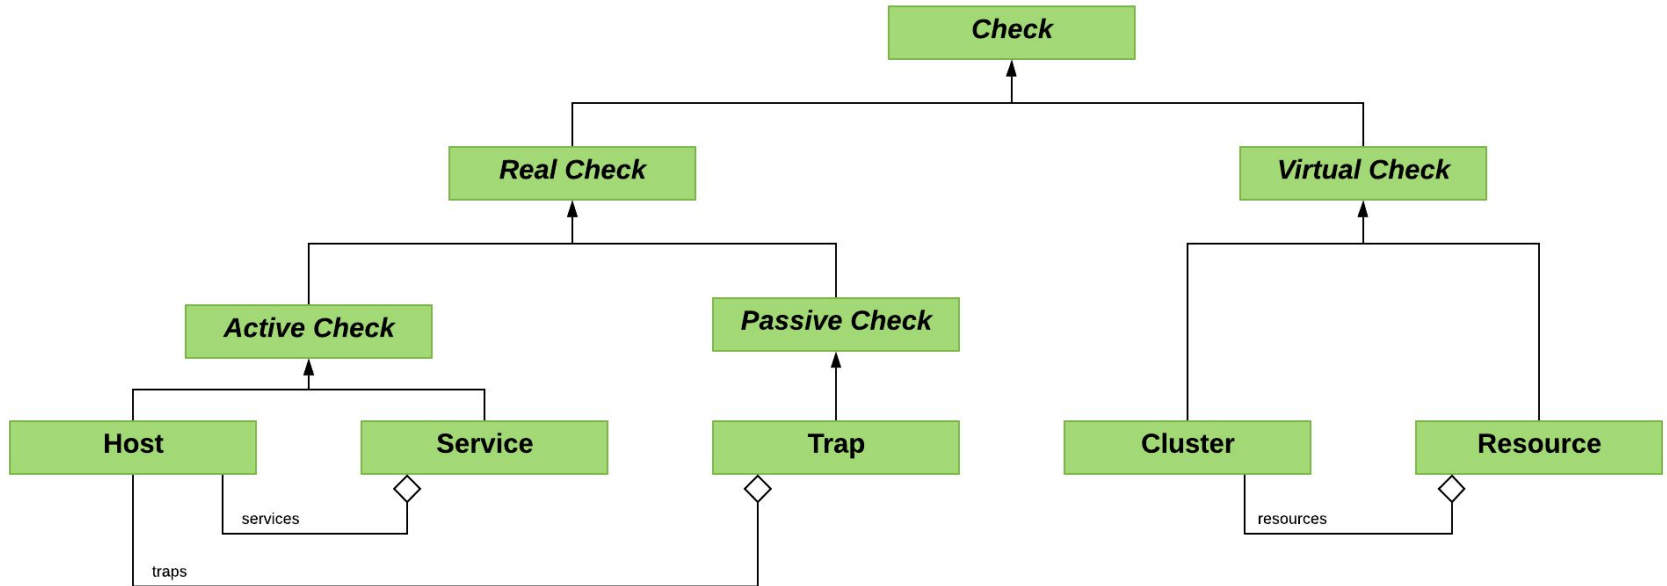 Check
Real Check
Virtual Check
Active Check
Passive Check
Host
Service
Trap
Cluster
Resource
services
resources
traps